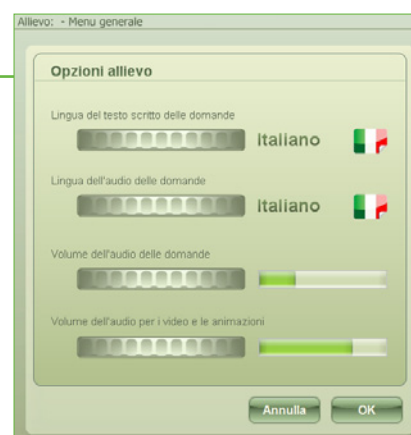 Allievo: - Menu generale
Opzioni allievo
Lingua del testo scritto delle domande
Italiano
Lingua dell'audio delle domande
Italiano
Volume dell'audio delle domande
Volume dell'audio per i video e le animazioni
Annulla
OK